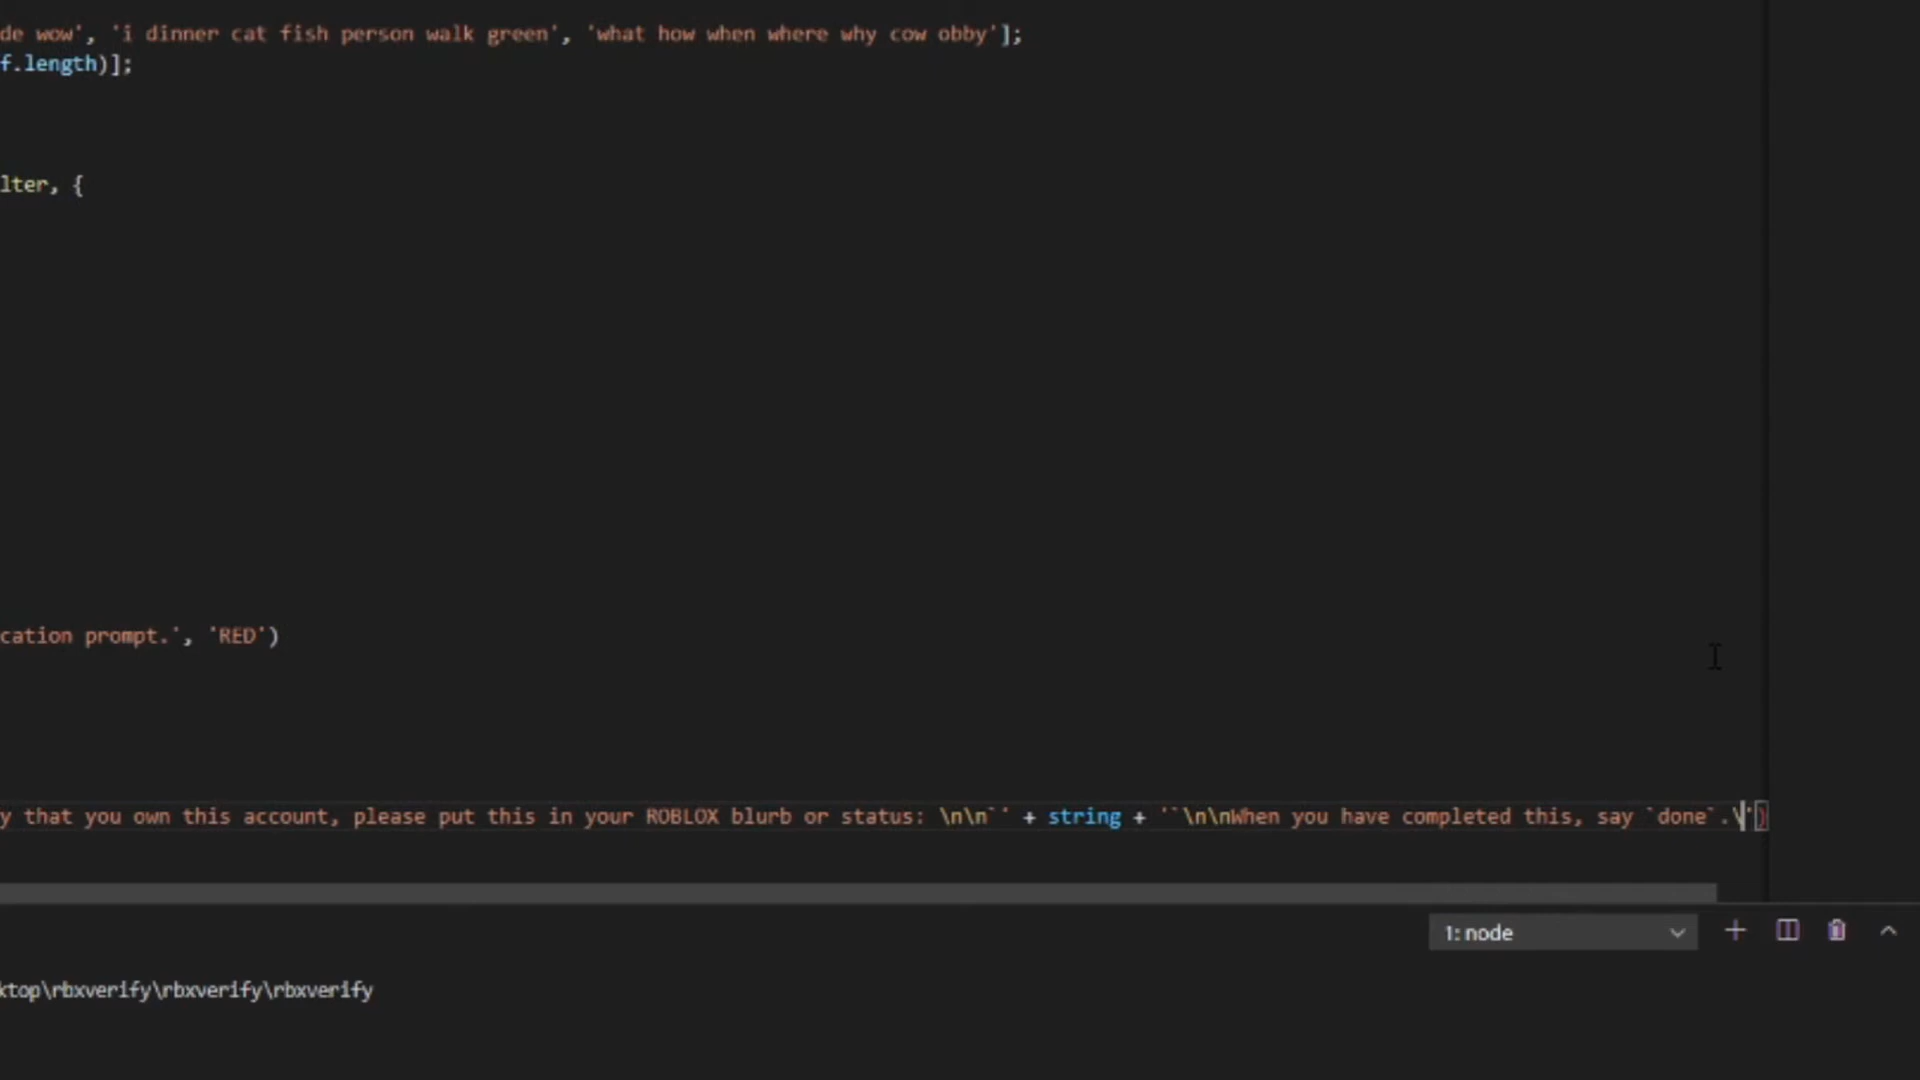 de wow', 'i dinner cat fish person walk green', 'what how when where why cow obby'];
f.length)];
lter, {
cation prompt.', 'RED')
y that you own this account, please put this in your ROBLOX blurb or status: \n\n`' + string + '`\n\nWhen you have completed this, say `done`.\')
1: node
ktop\rbxverify\rbxverify\rbxverify